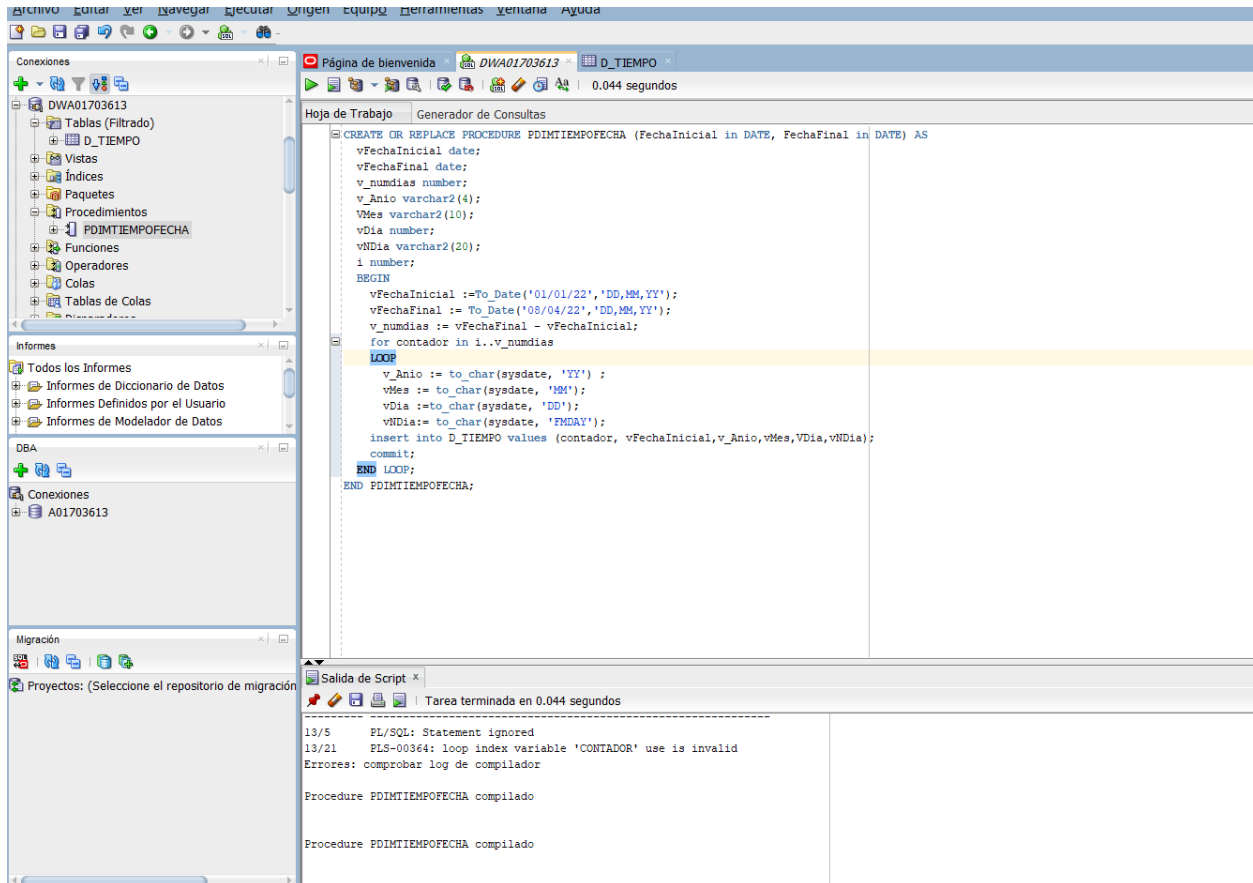 Archivo Editar Ver Navegar Ejecutar Origen Equipo Herramientas Ventana Ayuda
Conexiones
DWA01703613
Tablas (Filtrado)
D_TIEMPO
Vistas
Índices
Paquetes
Procedimientos
PDIMTIEMPOFECHA
Funciones
Operadores
Colas
Tablas de Colas
Informes
Todos los Informes
Informes de Diccionario de Datos
Informes Definidos por el Usuario
Informes de Modelador de Datos
DBA
Conexiones
A01703613
Migración
Proyectos: (Seleccione el repositorio de migración
Página de bienvenida
DWA01703613
D_TIEMPO
0.044 segundos
Hoja de Trabajo Generador de Consultas
CREATE OR REPLACE PROCEDURE PDIMTIEMPOFECHA (FechaInicial in DATE, FechaFinal in DATE) AS
vFechaInicial date;
vFechaFinal date;
v_numdias number;
v_Anio varchar2(4);
VMes varchar2(10);
vDia number;
vNDia varchar2(20);
i number;
BEGIN
vFechaInicial :=To_Date('01/01/22','DD,MM,YY');
vFechaFinal := To_Date('08/04/22','DD,MM,YY');
v_numdias := vFechaFinal - vFechaInicial;
for contador in i..v_numdias
LOOP
v_Anio := to_char(sysdate, 'YY') ;
vMes := to_char(sysdate, 'MM');
vDia :=to_char(sysdate, 'DD');
vNDia:= to_char(sysdate, 'FMDAY');
insert into D_TIEMPO values (contador, vFechaInicial,v_Anio,vMes,VDia,vNDia);
commit;
END LOOP;
END PDIMTIEMPOFECHA;
Salida de Script
Tarea terminada en 0.044 segundos
13/5 PL/SQL: Statement ignored
13/21 PLS-00364: loop index variable 'CONTADOR' use is invalid
Errores: comprobar log de compilador
Procedure PDIMTIEMPOFECHA compilado
Procedure PDIMTIEMPOFECHA compilado